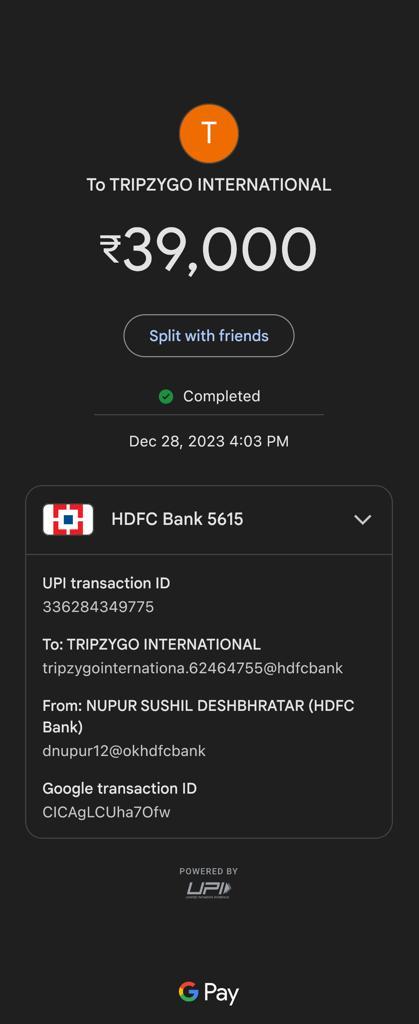 T
To TRIPZYGO INTERNATIONAL
₹39,000
Split with friends
Completed
Dec 28, 2023 4:03 PM
HDFC Bank 5615
UPI transaction ID
336284349775
To: TRIPZYGO INTERNATIONAL
tripzygointernationa.62464755@hdfcbank
From: NUPUR SUSHIL DESHBHRATAR (HDFC
Bank)
dnupur12@okhdfcbank
Google transaction ID
CICAgLCUha7Ofw
POWERED BY
UPI
UNIFIED PAYMENTS INTERFACE
G Pay